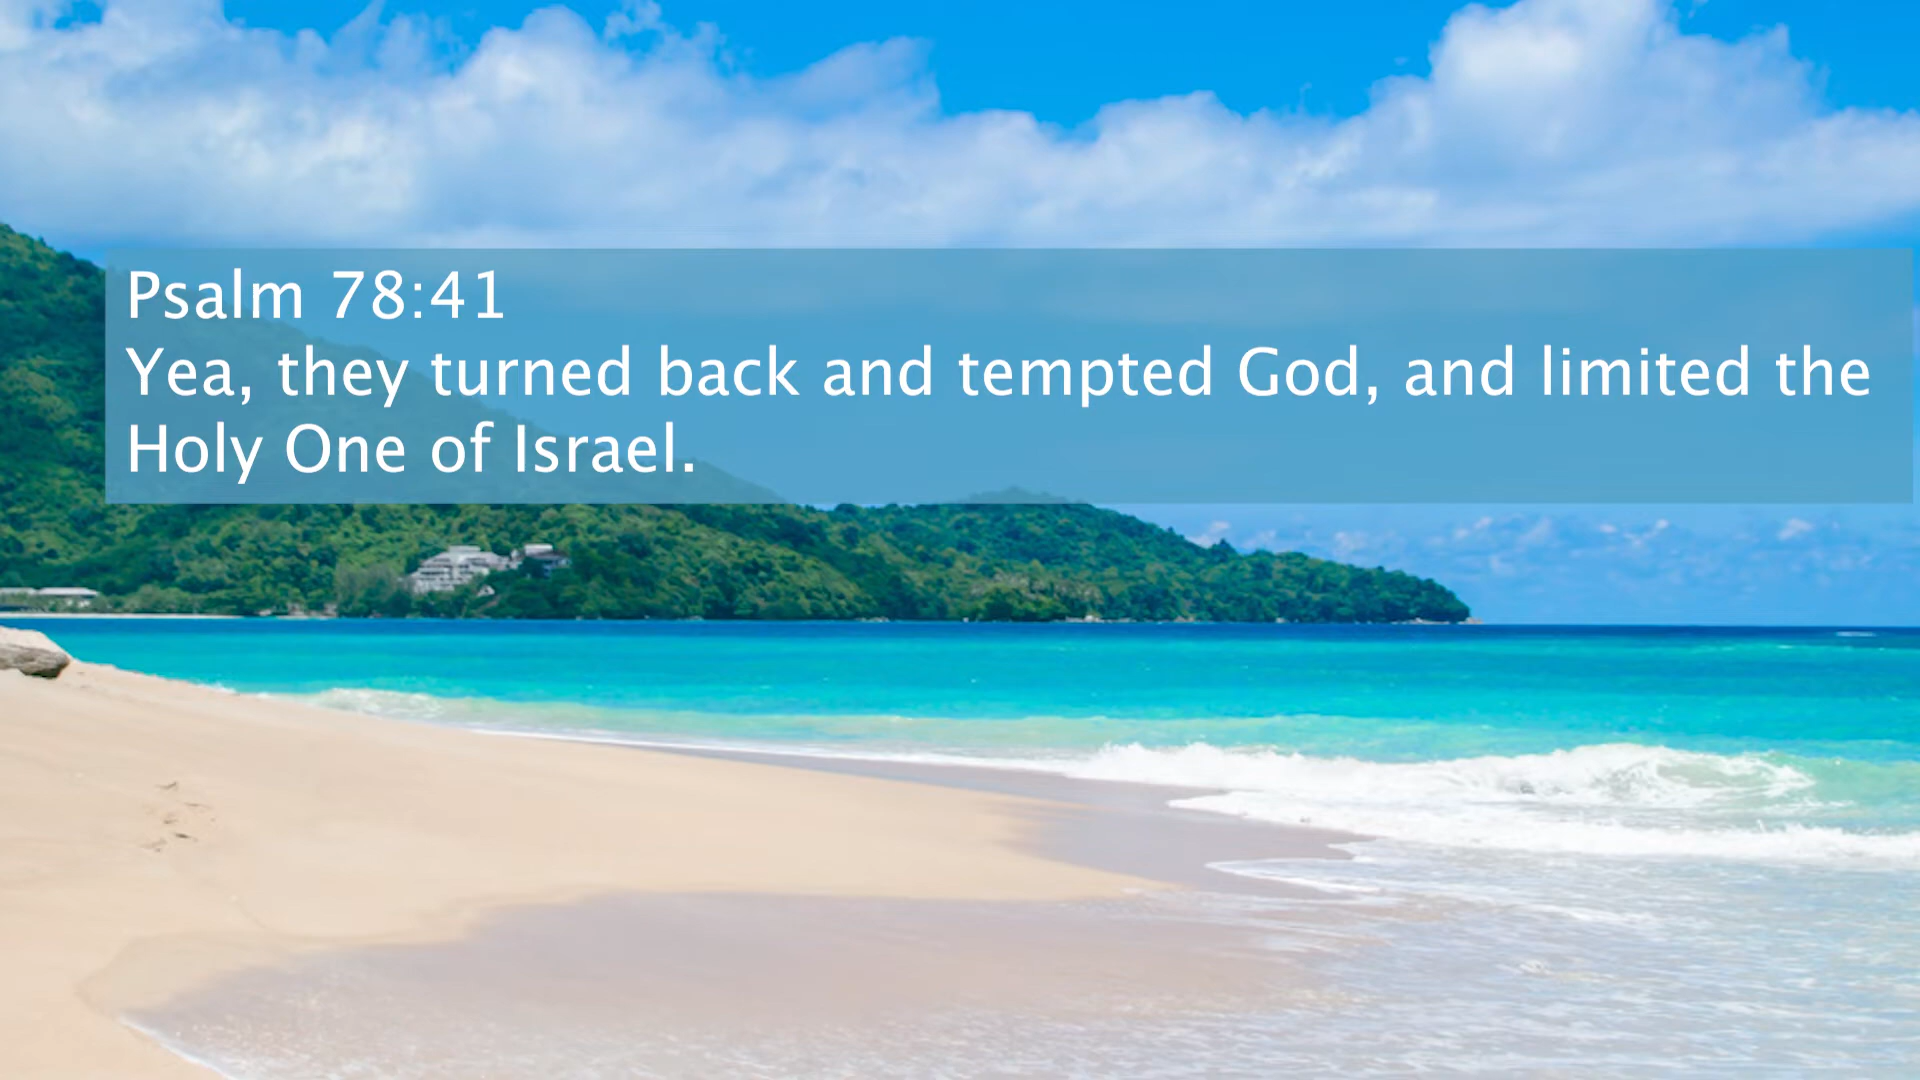 Psalm 78:41
Yea, they turned back and tempted God, and limited the
Holy One of Israel.